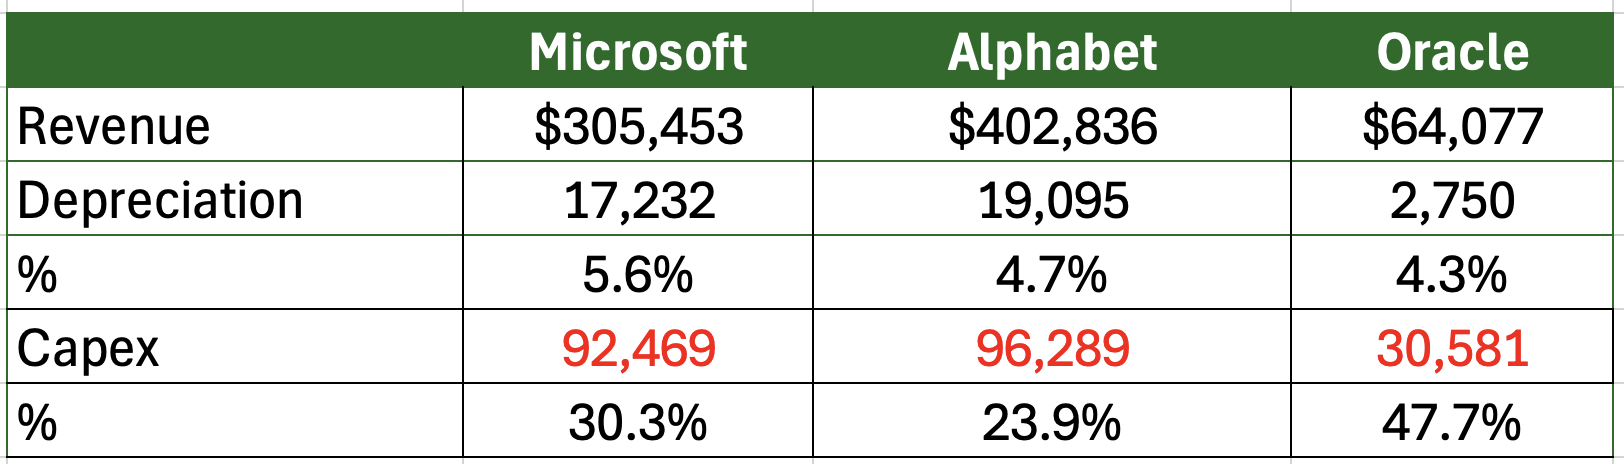 Microsoft Alphabet Oracle
Revenue $305,453 $402,836 $64,077
Depreciation 17,232 19,095 2,750
% 5.6% 4.7% 4.3%
Capex 92,469 96,289 30,581
% 30.3% 23.9% 47.7%